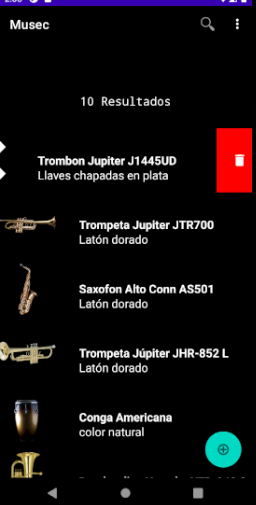 Musec
10 Resultados
Trombon Jupiter J1445UD
Llaves chapadas en plata
Trompeta Jupiter JTR700
Latón dorado
Saxofon Alto Conn AS501
Latón dorado
Trompeta Júpiter JHR-852 L
Latón dorado
Conga Americana
color natural